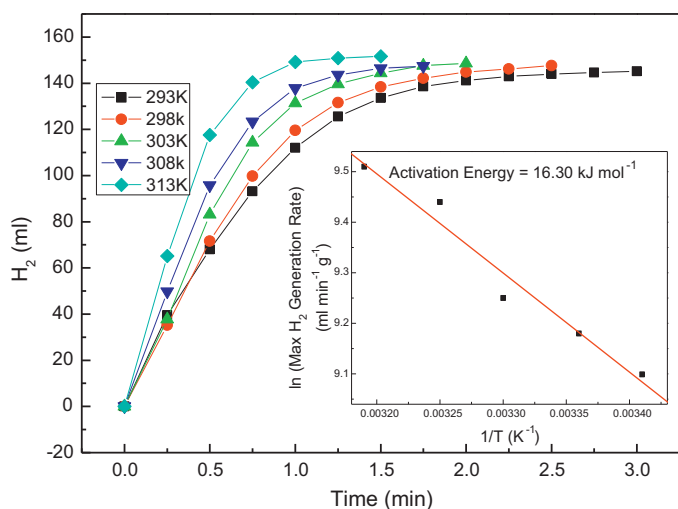 160
140
120
100
80
60
40
20
0
-20
H₂ (ml)
293K
298k
303K
308k
313K
Activation Energy = 16.30 kJ mol⁻¹
9.5
9.4
9.3
9.2
9.1
ln (Max H₂ Generation Rate)
(ml min⁻¹ g⁻¹)
0.00320 0.00325 0.00330 0.00335 0.00340
1/T (K⁻¹)
0.0 0.5 1.0 1.5 2.0 2.5 3.0
Time (min)